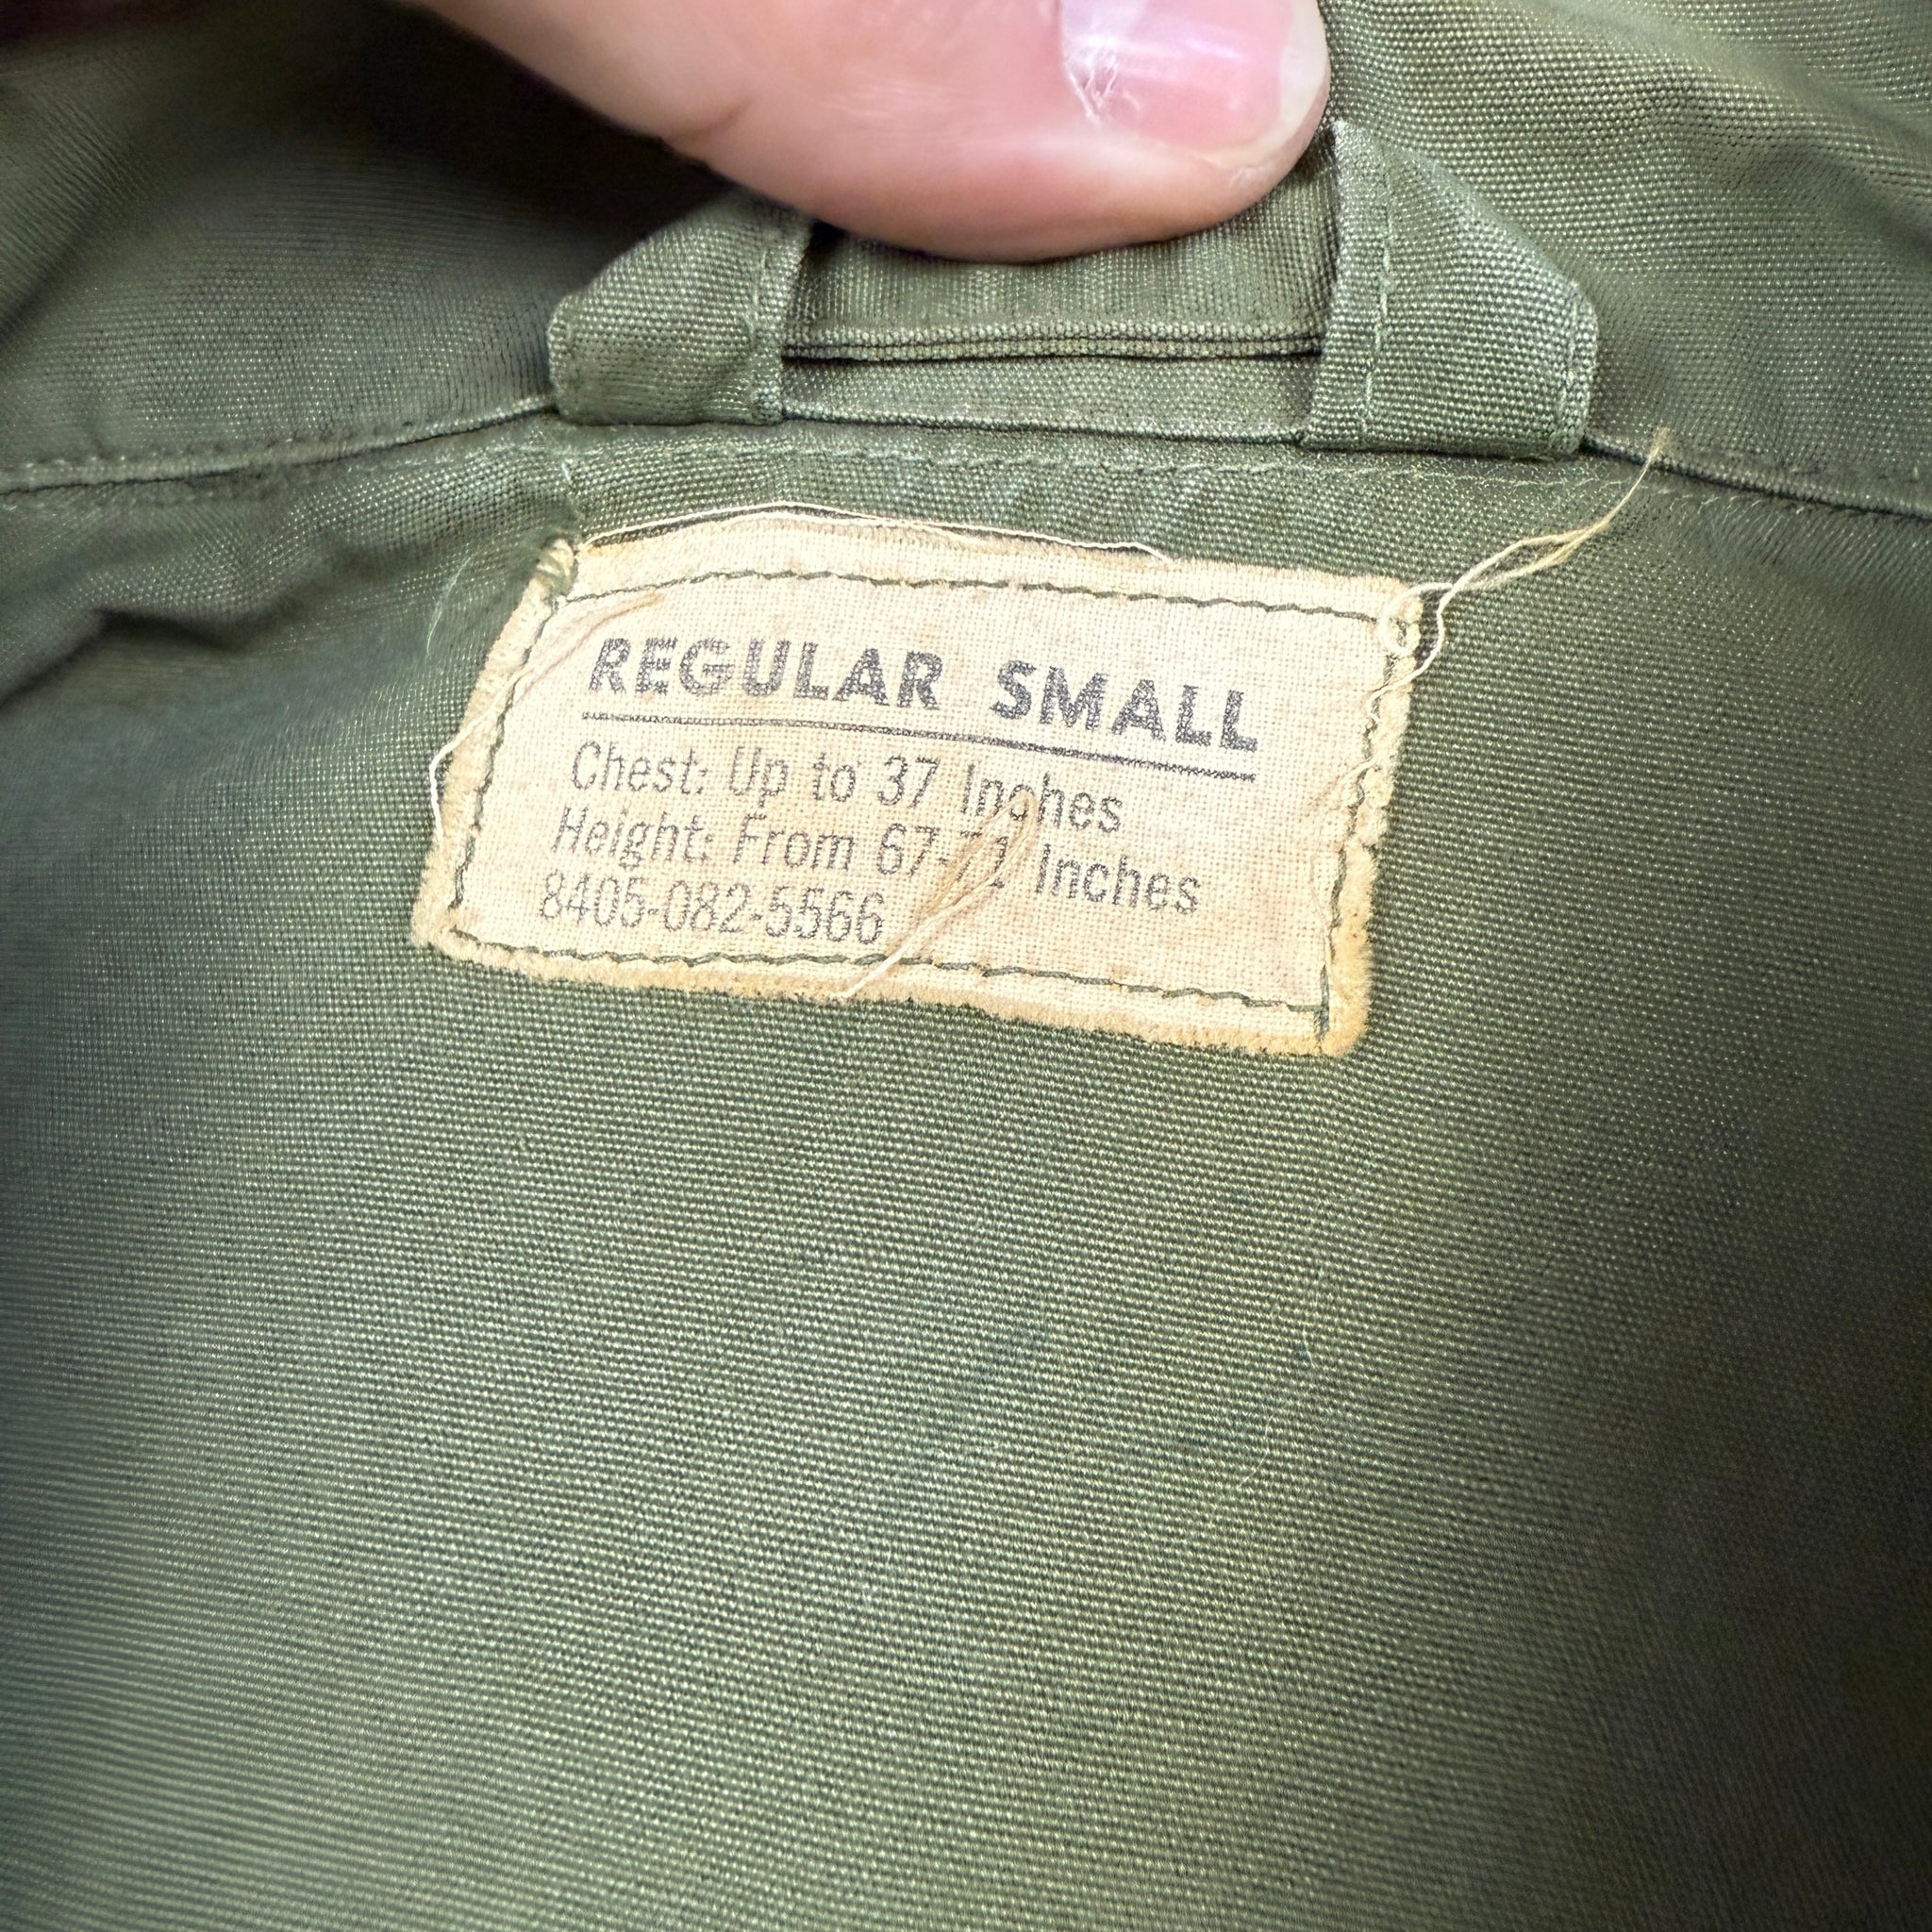 REGULAR SMALL
Chest: Up to 37 Inches
Height: From 67-71 Inches
8405-082-5566